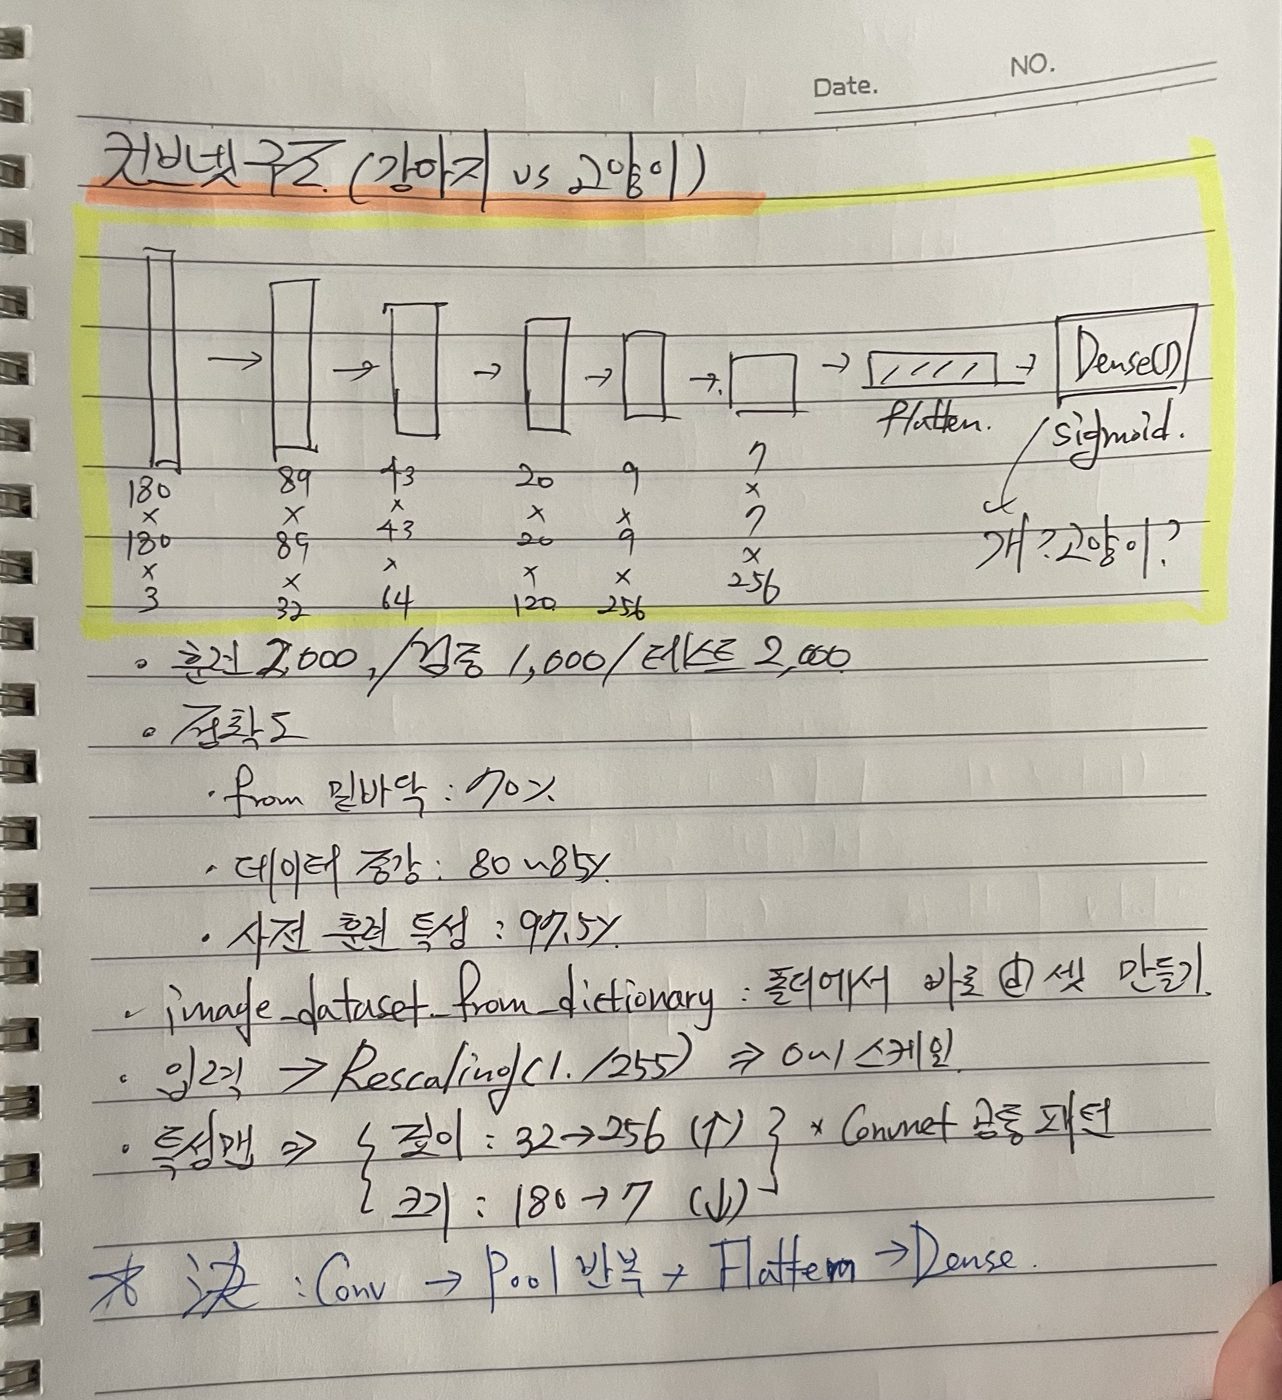 Date.
NO.
컨브넷 구조 (강아지 vs 고양이)
→ → → → → → → Dense(1)
flatten. sigmoid.
180 89 43 20 9 7
× × × × × ×
180 89 43 20 9 7
× × × × × ×
3 32 64 120 256 256
개? 고양이?
• 훈련 2,000, / 검증 1,000 / 테스트 2,000
• 정확도
· from 밑바닥 : 70%
· 데이터 증강 : 80~85%
· 사전 훈련 특성 : 97.5%
· image_dataset_from_dictionary : 폴더에서 바로 ⓓ셋 만들기
· 입력 → Rescaling(1./255) ⇒ 0~1 스케일
· 특성맵 ⇒ { 깊이 : 32→256 (↑) } * Convnet 공통 패턴
{ 크기 : 180→7 (↓) }
* 決 : Conv → Pool 반복 → Flattem → Dense.